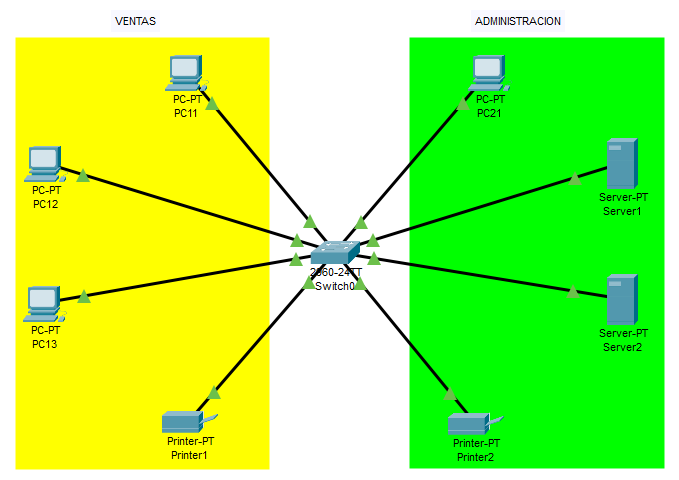 VENTAS
ADMINISTRACION
PC-PT
PC11
PC-PT
PC21
PC-PT
PC12
Server-PT
Server1
2960-24TT
Switch0
PC-PT
PC13
Server-PT
Server2
Printer-PT
Printer1
Printer-PT
Printer2